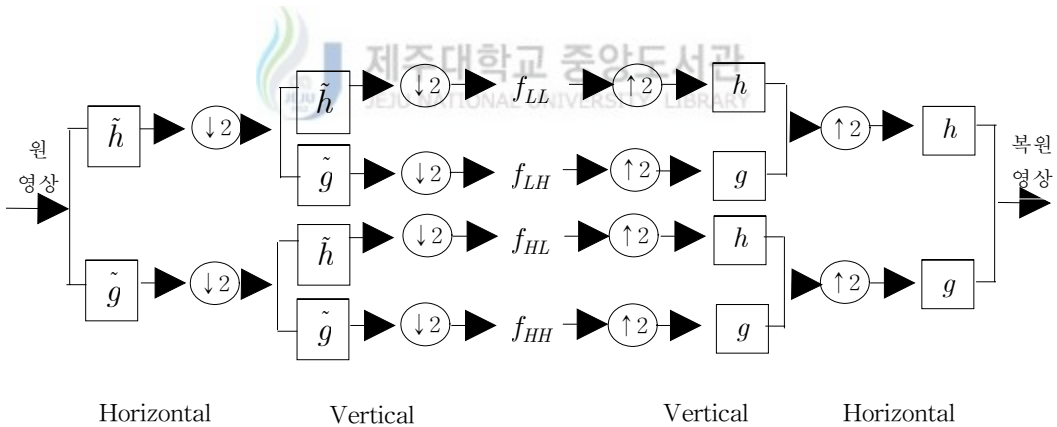 제주대학교 중앙도서관
JEJU NATIONAL UNIVERSITY LIBRARY
JEJU
h̃ ↓2 f_LL ↑2 h
h̃ ↓2 ↑2 h
원 영상
복원 영상
g̃ ↓2 f_LH ↑2 g
h̃ ↓2 f_HL ↑2 h
g̃ ↓2 ↑2 g
g̃ ↓2 f_HH ↑2 g
Horizontal Vertical Vertical Horizontal